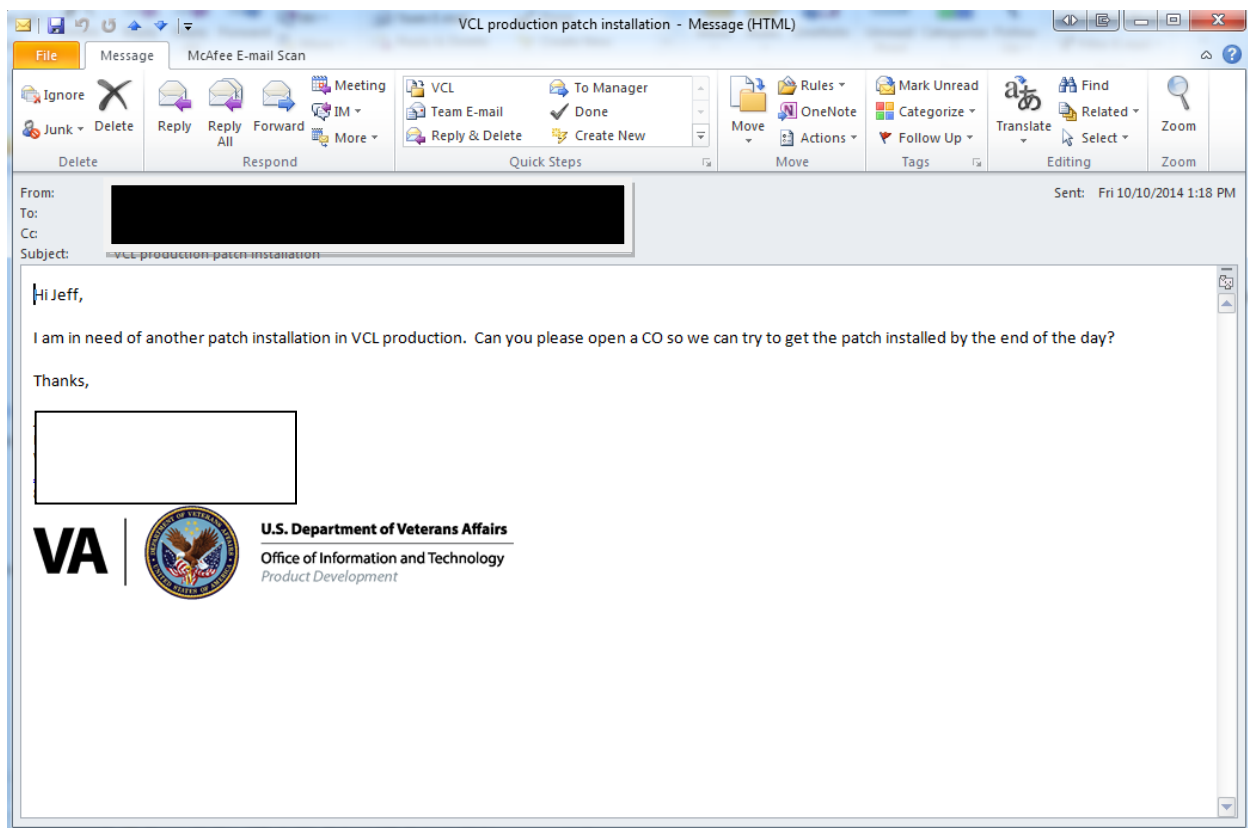 VCL production patch installation - Message (HTML)
File Message McAfee E-mail Scan
Ignore
Junk
Delete
Reply
Reply All
Forward
Meeting
IM
More
VCL
Team E-mail
Reply & Delete
To Manager
Done
Create New
Move
Rules
OneNote
Actions
Mark Unread
Categorize
Follow Up
Translate
Find
Related
Select
Zoom
Delete Respond Quick Steps Move Tags Editing Zoom
From:
Sent: Fri 10/10/2014 1:18 PM
To:
Cc:
Subject: VCL production patch installation
Hi Jeff,
I am in need of another patch installation in VCL production. Can you please open a CO so we can try to get the patch installed by the end of the day?
Thanks,
VA
U.S. Department of Veterans Affairs
Office of Information and Technology
Product Development